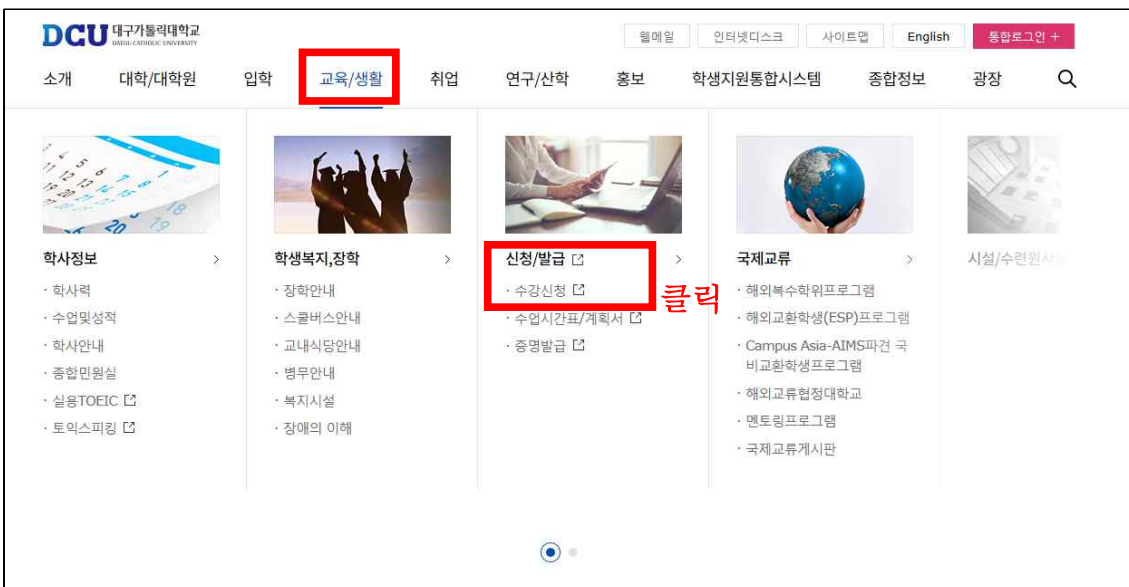 DCU 대구가톨릭대학교
DAEGU CATHOLIC UNIVERSITY
웹메일 인터넷디스크 사이트맵 English 통합로그인 +
소개 대학/대학원 입학 교육/생활 취업 연구/산학 홍보 학생지원통합시스템 종합정보 광장
학사정보
· 학사력
· 수업및성적
· 학사안내
· 종합민원실
· 실용TOEIC
· 토익스피킹
학생복지,장학
· 장학안내
· 스쿨버스안내
· 교내식당안내
· 병무안내
· 복지시설
· 장애의 이해
신청/발급
· 수강신청
클릭
· 수업시간표/계획서
· 증명발급
국제교류
· 해외복수학위프로그램
· 해외교환학생(ESP)프로그램
· Campus Asia-AIMS파견 국
비교환학생프로그램
· 해외교류협정대학교
· 멘토링프로그램
· 국제교류게시판
시설/수련원